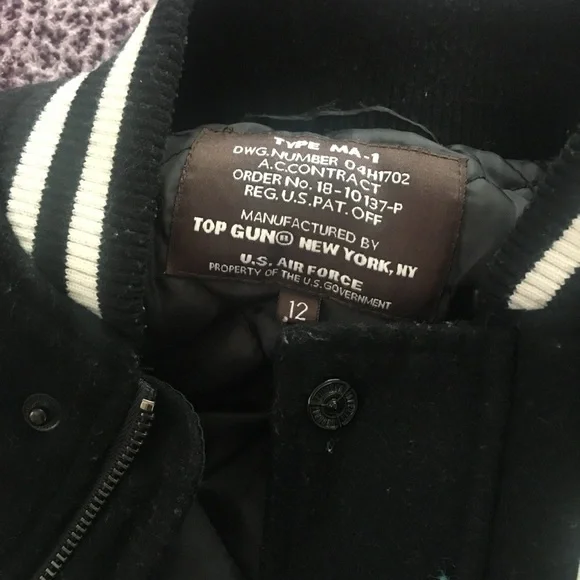 TYPE MA-1
DWG.NUMBER 04H1702
A.C.CONTRACT
ORDER No. 18-10137-P
REG.U.S.PAT.OFF
MANUFACTURED BY
TOP GUN® NEW YORK, NY
U.S. AIR FORCE
PROPERTY OF THE U.S. GOVERNMENT
12